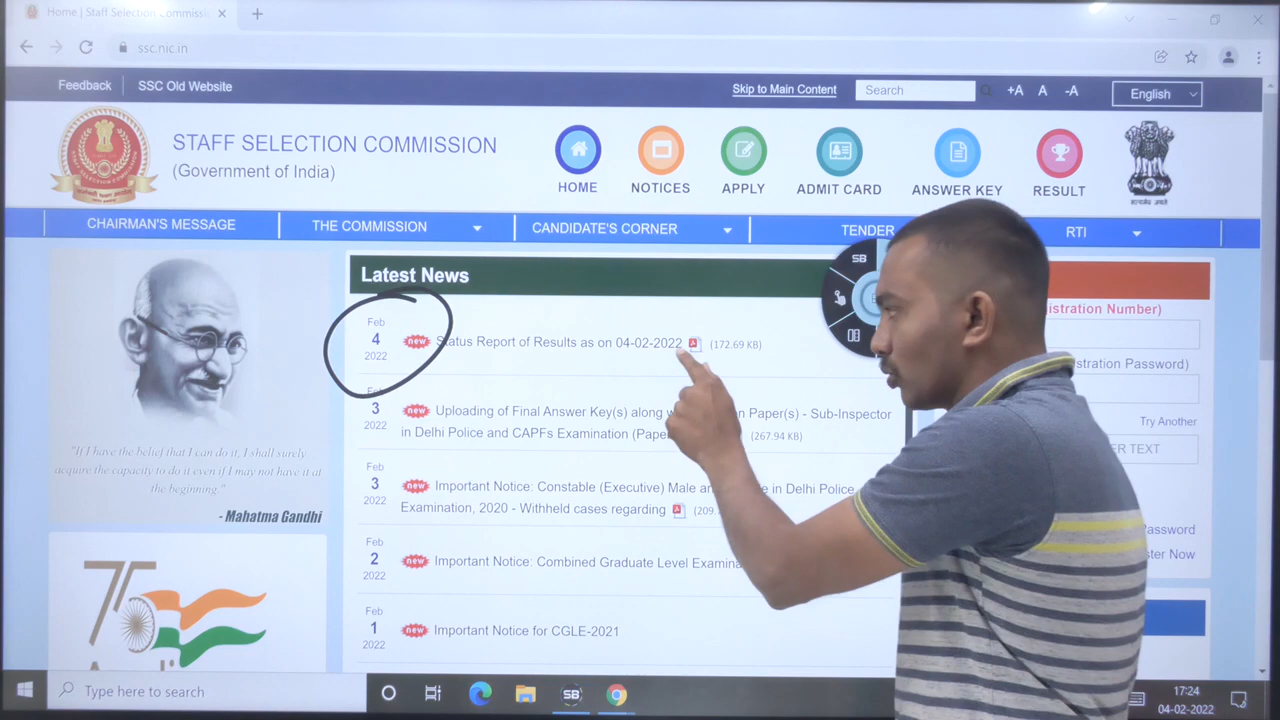 Home | Staff Selection Commissi
ssc.nic.in
Feedback
SSC Old Website
Skip to Main Content
Search
+A
A
-A
English
STAFF SELECTION COMMISSION
(Government of India)
HOME
NOTICES
APPLY
ADMIT CARD
ANSWER KEY
RESULT
CHAIRMAN'S MESSAGE
THE COMMISSION
CANDIDATE'S CORNER
TENDER
RTI
Latest News
SB
istration Number)
Feb
4
2022
new Status Report of Results as on 04-02-2022 (172.69 KB)
istration Password)
Feb
3
2022
new Uploading of Final Answer Key(s) along w n Paper(s) - Sub-Inspector
in Delhi Police and CAPFs Examination (Pape (267.94 KB)
Try Another
ER TEXT
Feb
3
2022
new Important Notice: Constable (Executive) Male an e in Delhi Police
Examination, 2020 - Withheld cases regarding (209.
Feb
2
2022
new Important Notice: Combined Graduate Level Examina
assword
ster Now
Feb
1
2022
new Important Notice for CGLE-2021
"If I have the belief that I can do it, I shall surely
acquire the capacity to do it even if I may not have it at
the beginning."
- Mahatma Gandhi
75
Type here to search
SB
17:24
04-02-2022